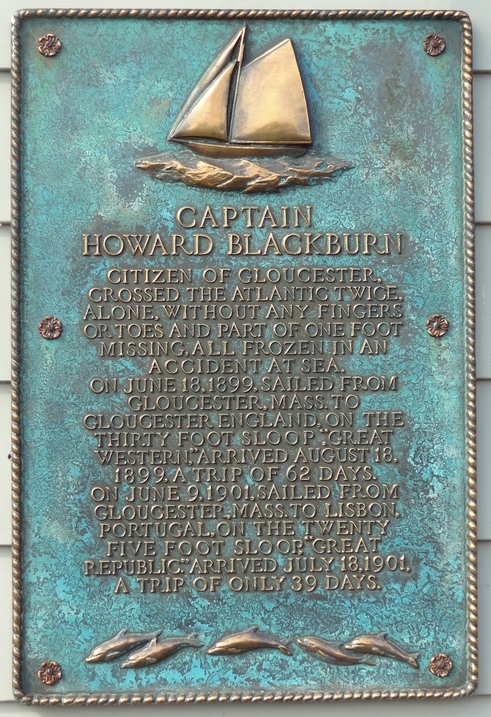 CAPTAIN
HOWARD BLACKBURN
CITIZEN OF GLOUCESTER,
CROSSED THE ATLANTIC TWICE,
ALONE, WITHOUT ANY FINGERS
OR TOES AND PART OF ONE FOOT
MISSING, ALL FROZEN IN AN
ACCIDENT AT SEA.
ON JUNE 18, 1899, SAILED FROM
GLOUCESTER, MASS. TO
GLOUCESTER ENGLAND, ON THE
THIRTY FOOT SLOOP, "GREAT
WESTERN," ARRIVED AUGUST 18,
1899, A TRIP OF 62 DAYS.
ON JUNE 9, 1901, SAILED FROM
GLOUCESTER, MASS. TO LISBON,
PORTUGAL, ON THE TWENTY
FIVE FOOT SLOOP "GREAT
REPUBLIC," ARRIVED JULY 18, 1901,
A TRIP OF ONLY 39 DAYS.